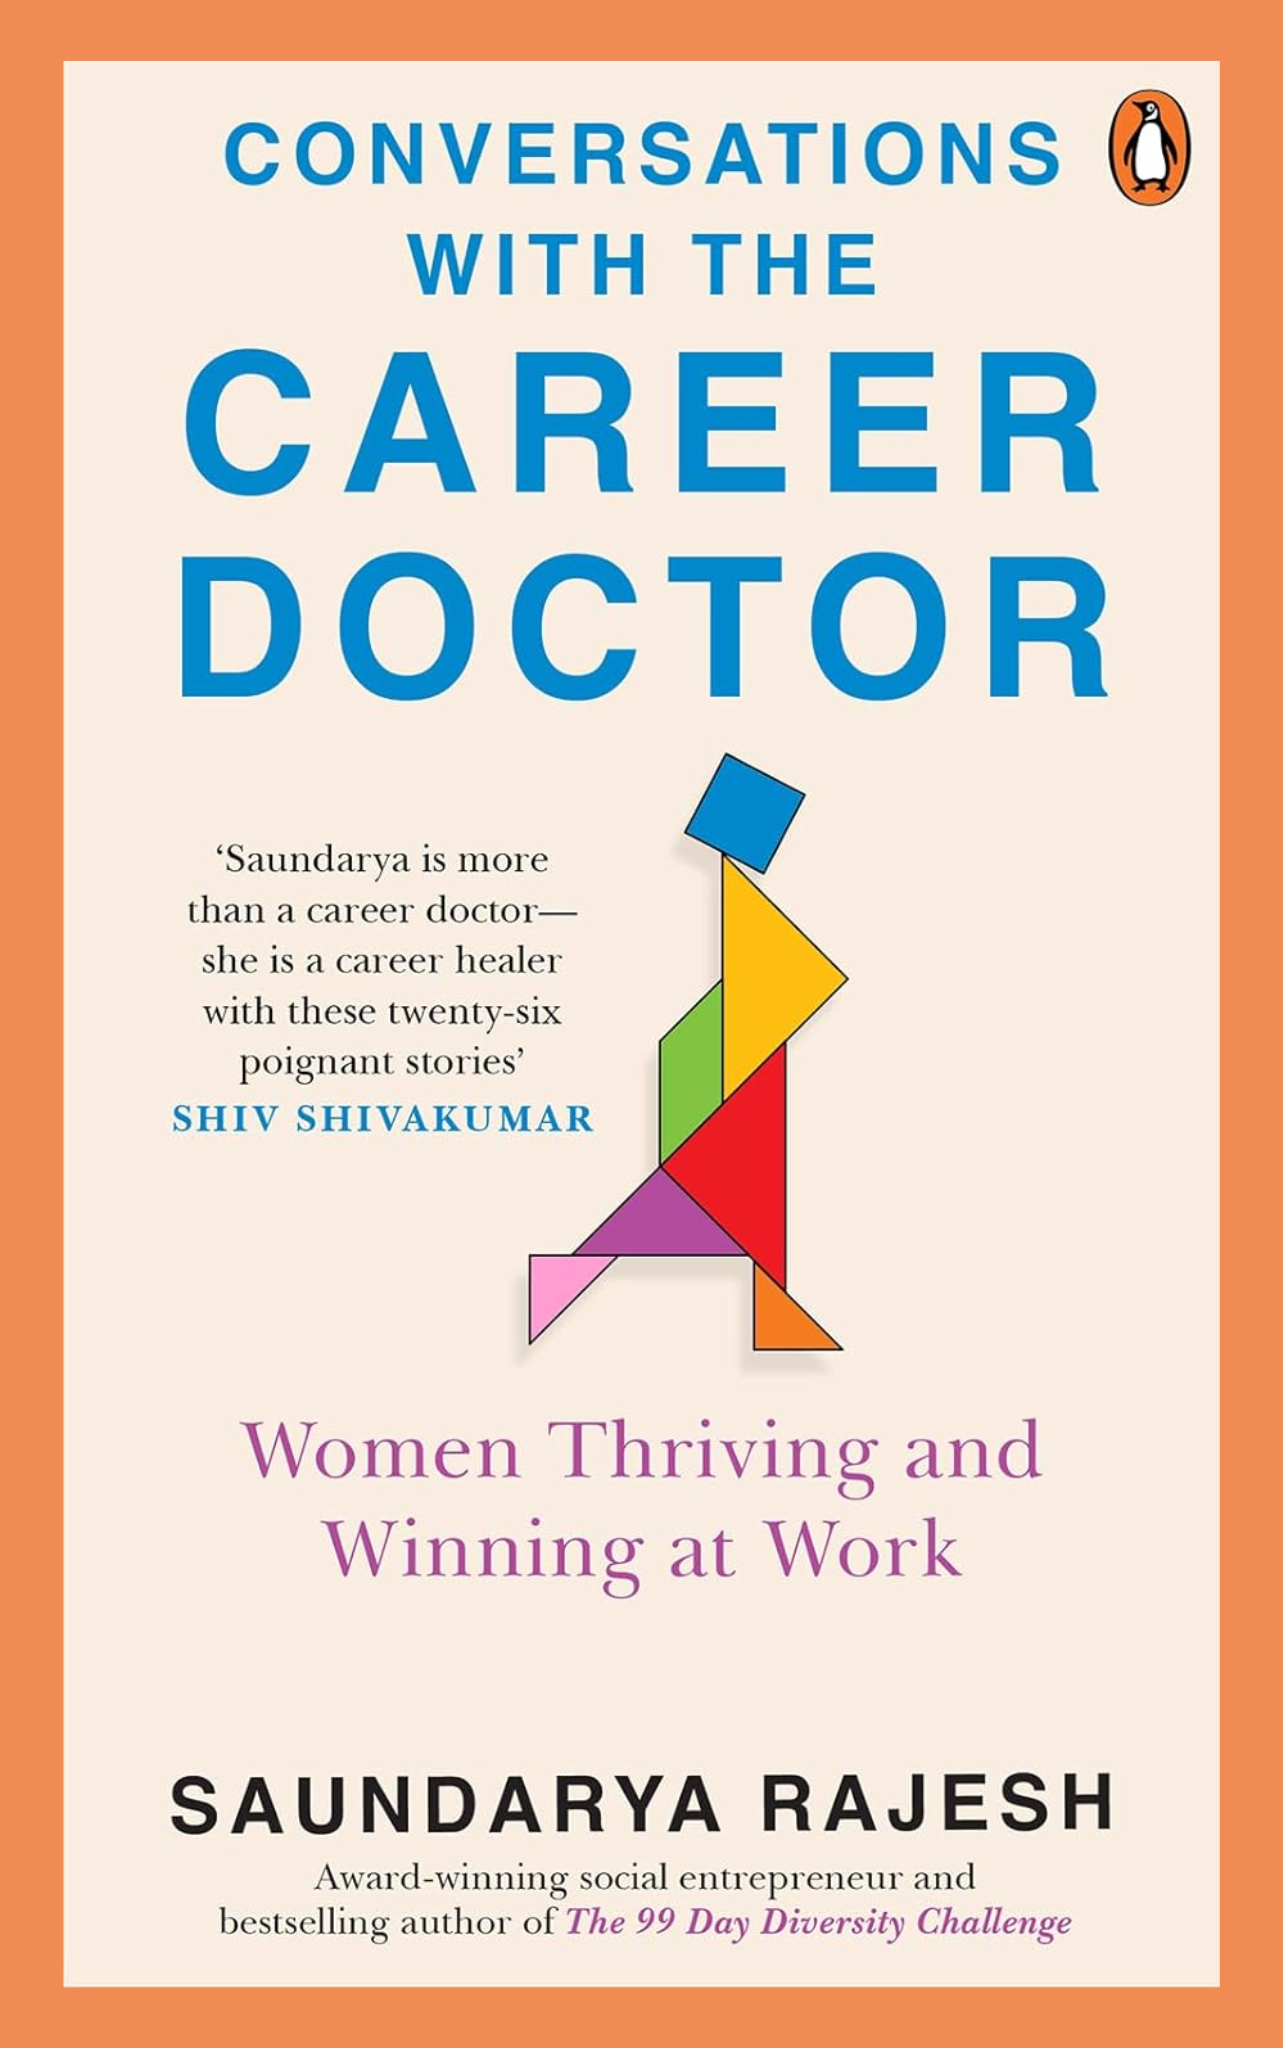 CONVERSATIONS
WITH THE
CAREER
DOCTOR
‘Saundarya is more
than a career doctor—
she is a career healer
with these twenty-six
poignant stories’
SHIV SHIVAKUMAR
Women Thriving and
Winning at Work
SAUNDARYA RAJESH
Award-winning social entrepreneur and
bestselling author of The 99 Day Diversity Challenge